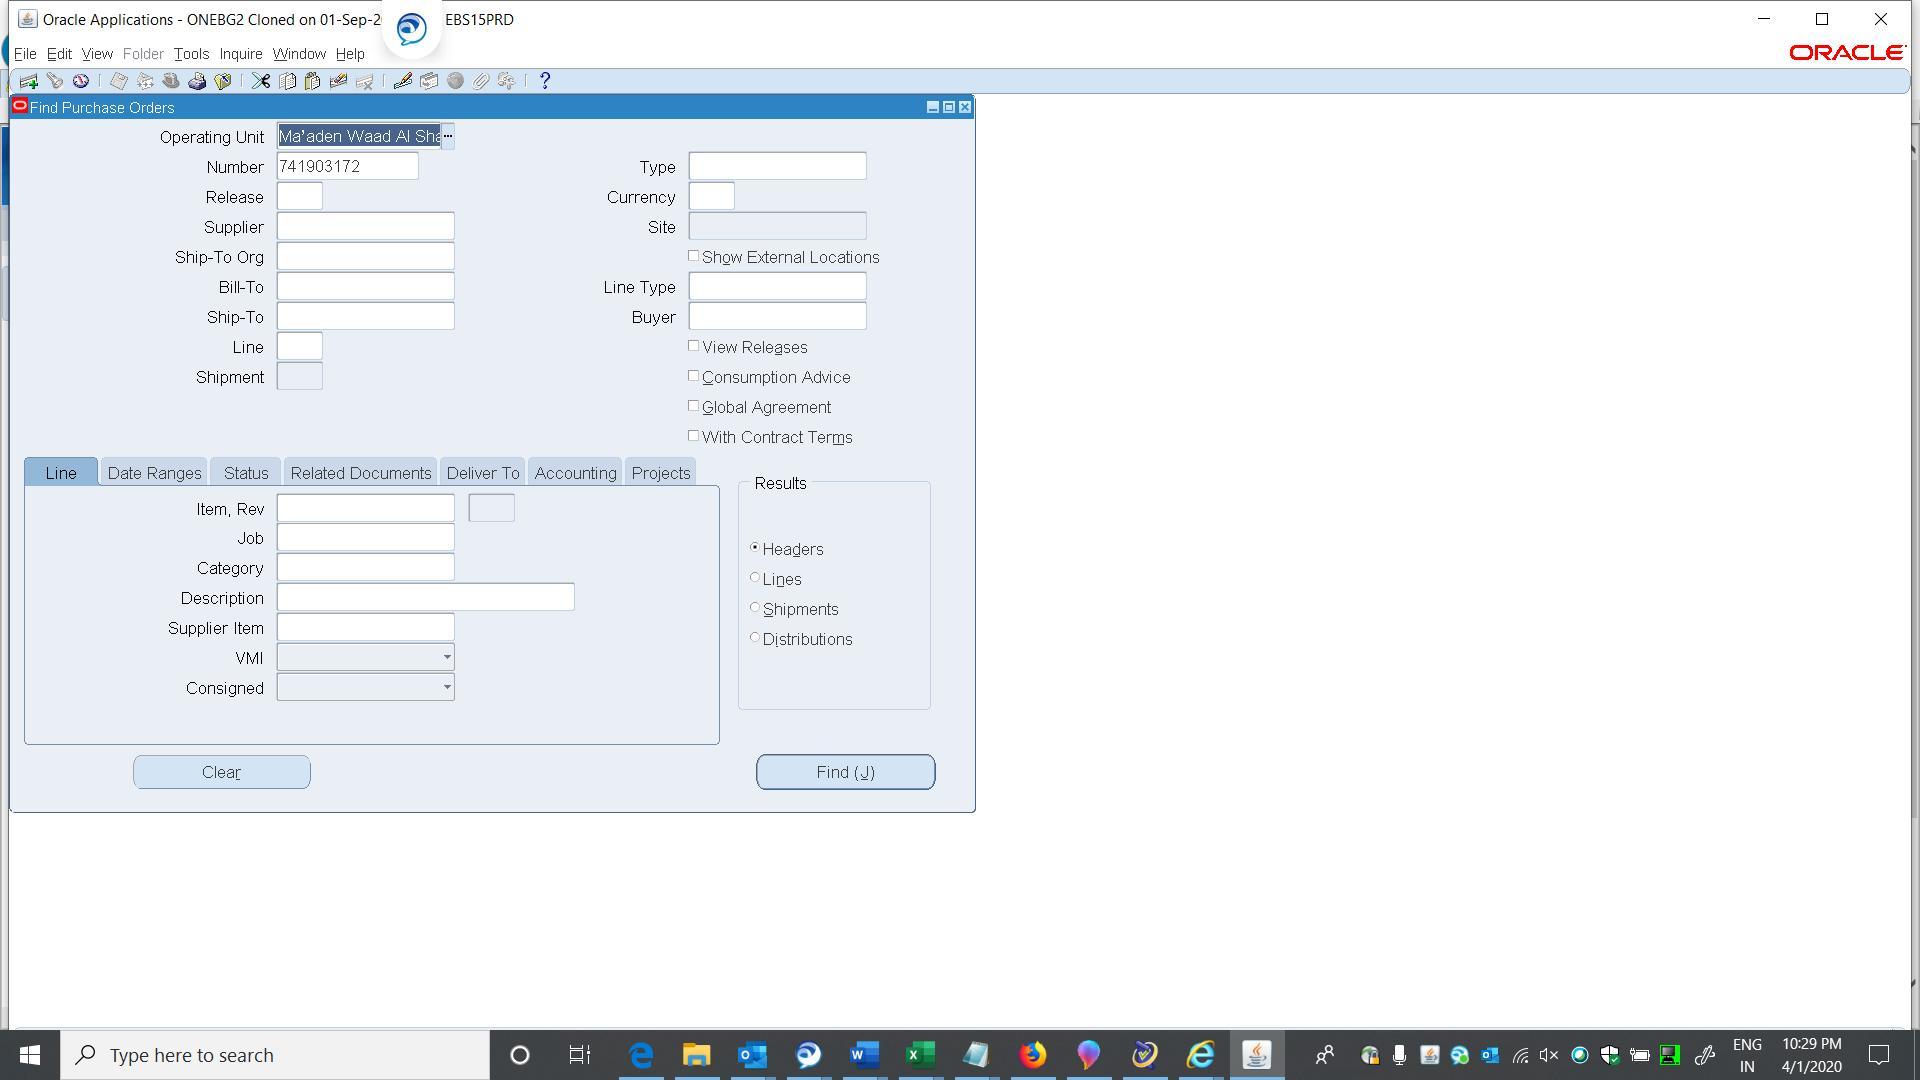 Oracle Applications - ONEBG2 Cloned on 01-Sep-2 EBS15PRD
File Edit View Folder Tools Inquire Window Help
ORACLE
Find Purchase Orders
Operating Unit Ma'aden Waad Al Sha
Number 741903172 Type
Release Currency
Supplier Site
Ship-To Org Show External Locations
Bill-To Line Type
Ship-To Buyer
Line View Releases
Shipment Consumption Advice
Global Agreement
With Contract Terms
Line Date Ranges Status Related Documents Deliver To Accounting Projects
Results
Item, Rev
Job Headers
Category Lines
Description Shipments
Supplier Item Distributions
VMI
Consigned
Clear Find (J)
Type here to search
ENG
IN
10:29 PM
4/1/2020